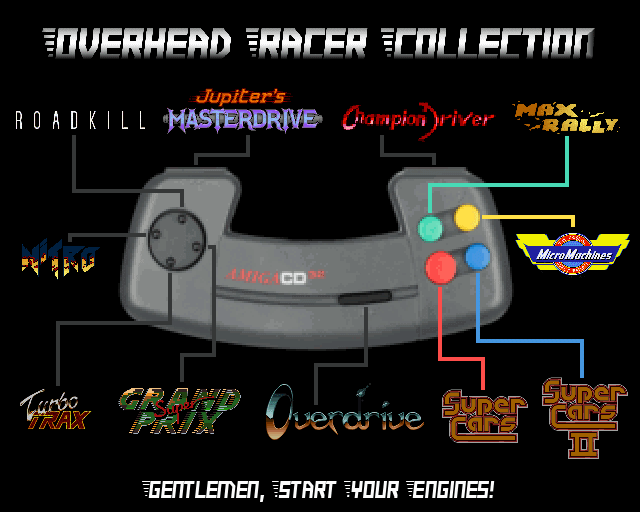 OVERHEAD RACER COLLECTION
Jupiter's
ROADKILL MASTERDRIVE Champion Driver MAX
RALLY
NITRO MicroMachines
AMIGA CD32
Turbo
TRAX
GRAND
Super
PRIX
Overdrive
SUPER
CARS
SUPER
CARS
II
GENTLEMEN, START YOUR ENGINES!